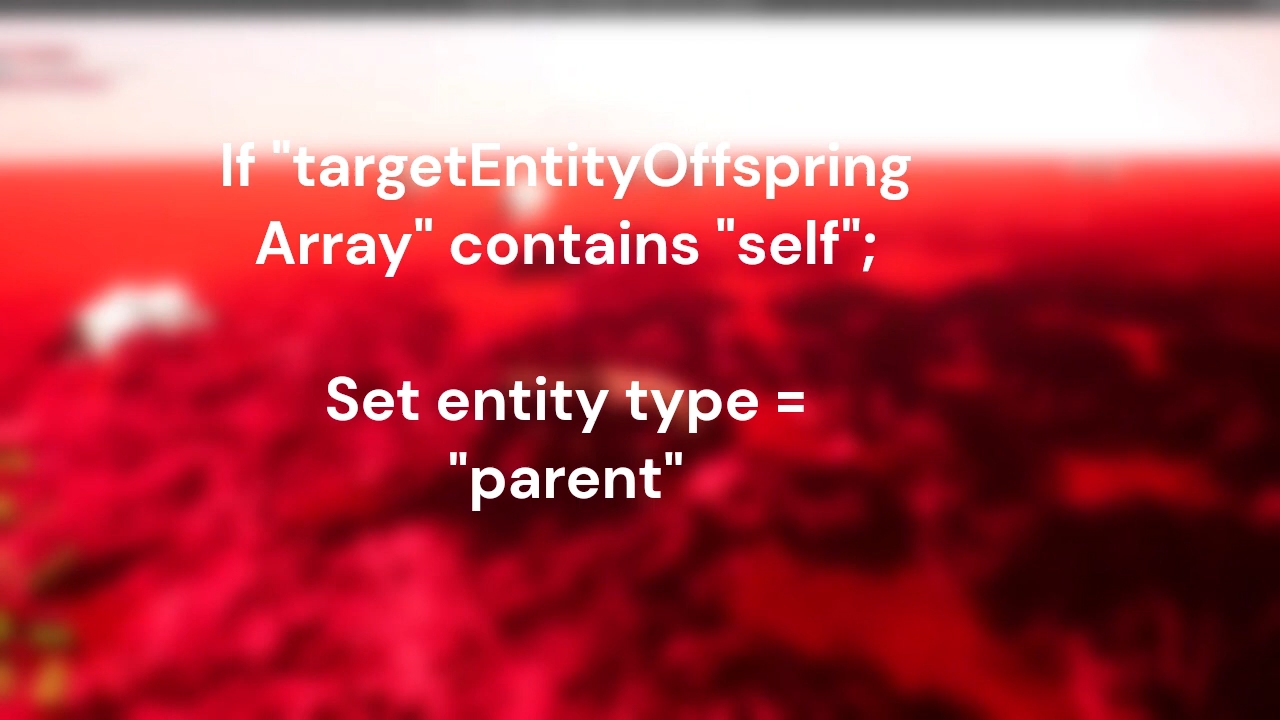 If "targetEntityOffspring
Array" contains "self";
Set entity type =
"parent"